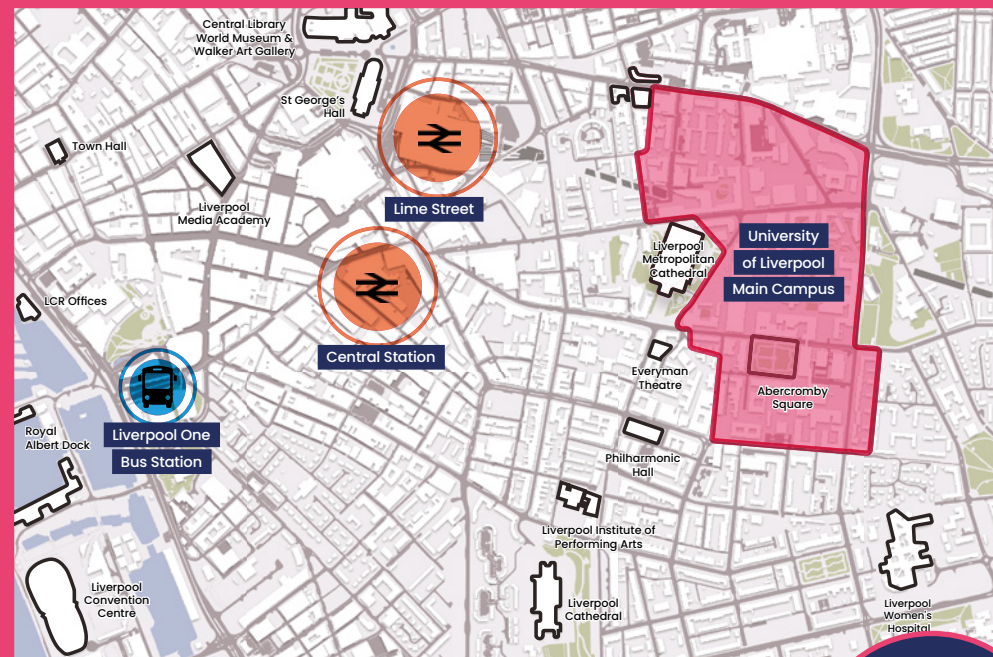 Central Library
World Museum &
Walker Art Gallery
St George's
Hall
Town Hall
Liverpool
Media Academy
Lime Street
Liverpool
Metropolitan
Cathedral
University
of Liverpool
Main Campus
LCR Offices
Central Station
Everyman
Theatre
Abercromby
Square
Royal
Albert Dock
Liverpool One
Bus Station
Philharmonic
Hall
Liverpool Institute of
Performing Arts
Liverpool
Convention
Centre
Liverpool
Cathedral
Liverpool
Women's
Hospital